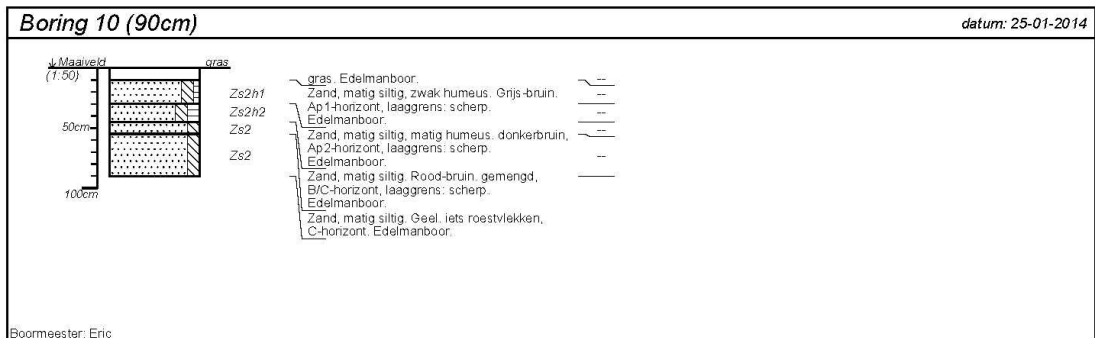 Boring 10 (90cm)
datum: 25-01-2014
↓ Maaiveld
gras
(1:50)
50cm
100cm
Zs2h1
Zs2h2
Zs2
Zs2
gras. Edelmanboor.
Zand, matig siltig, zwak humeus. Grijs-bruin.
Ap1-horizont, laaggrens: scherp.
Edelmanboor.
Zand, matig siltig, matig humeus. donkerbruin,
Ap2-horizont, laaggrens: scherp.
Edelmanboor.
Zand, matig siltig. Rood-bruin. gemengd,
B/C-horizont, laaggrens: scherp.
Edelmanboor.
Zand, matig siltig. Geel. iets roestvlekken,
C-horizont. Edelmanboor.
--
--
--
--
--
Boormeester: Eric